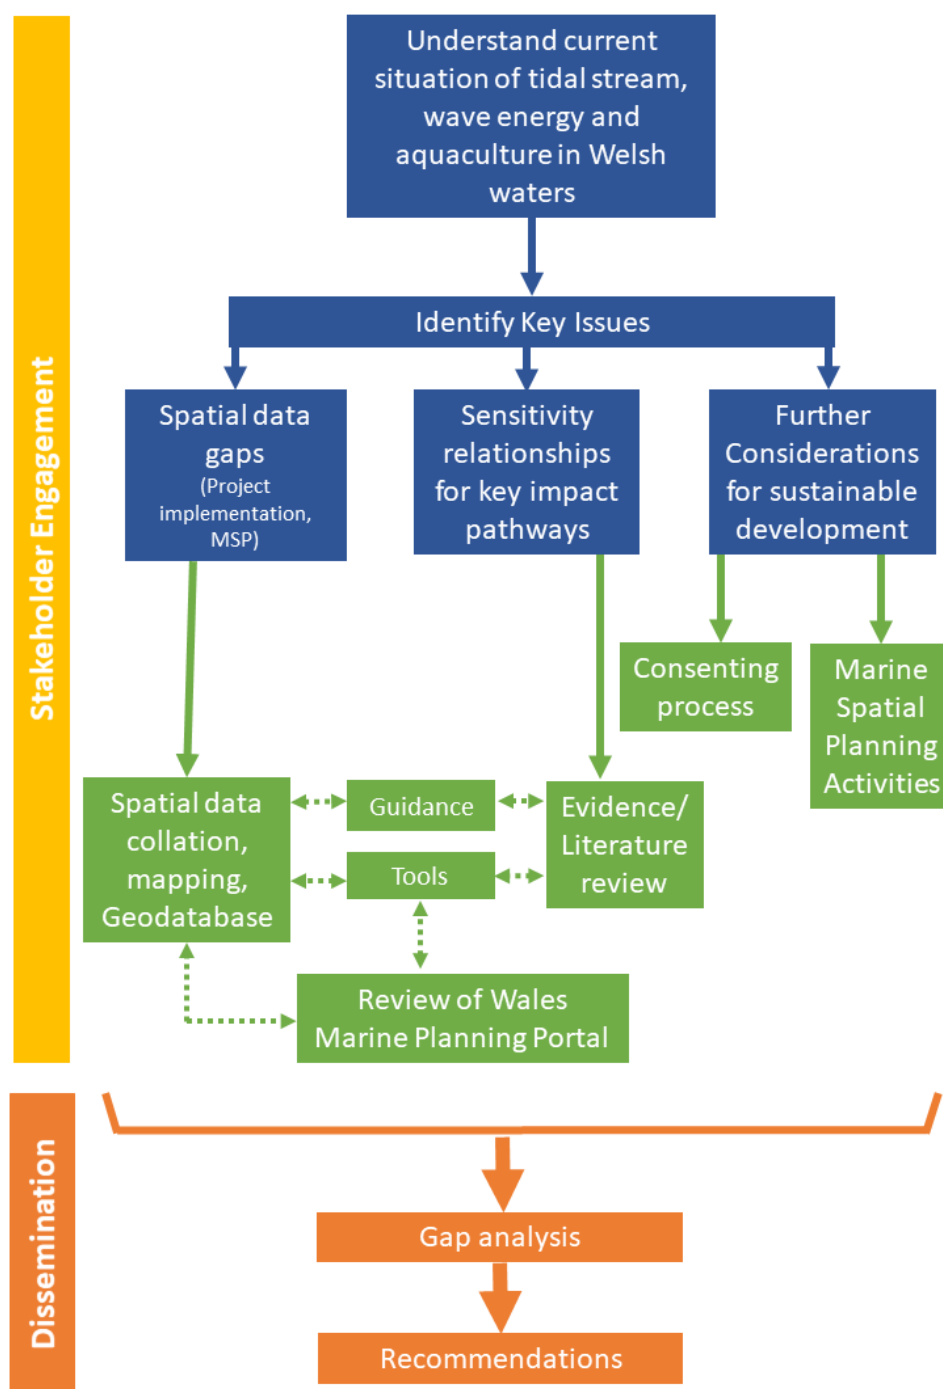 Understand current
situation of tidal stream,
wave energy and
aquaculture in Welsh
waters
Identify Key Issues
Spatial data
gaps
(Project
implementation,
MSP)
Sensitivity
relationships
for key impact
pathways
Further
Considerations
for sustainable
development
Consenting
process
Marine
Spatial
Planning
Activities
Spatial data
collation,
mapping,
Geodatabase
Guidance
Tools
Evidence/
Literature
review
Review of Wales
Marine Planning Portal
Stakeholder Engagement
Gap analysis
Recommendations
Dissemination